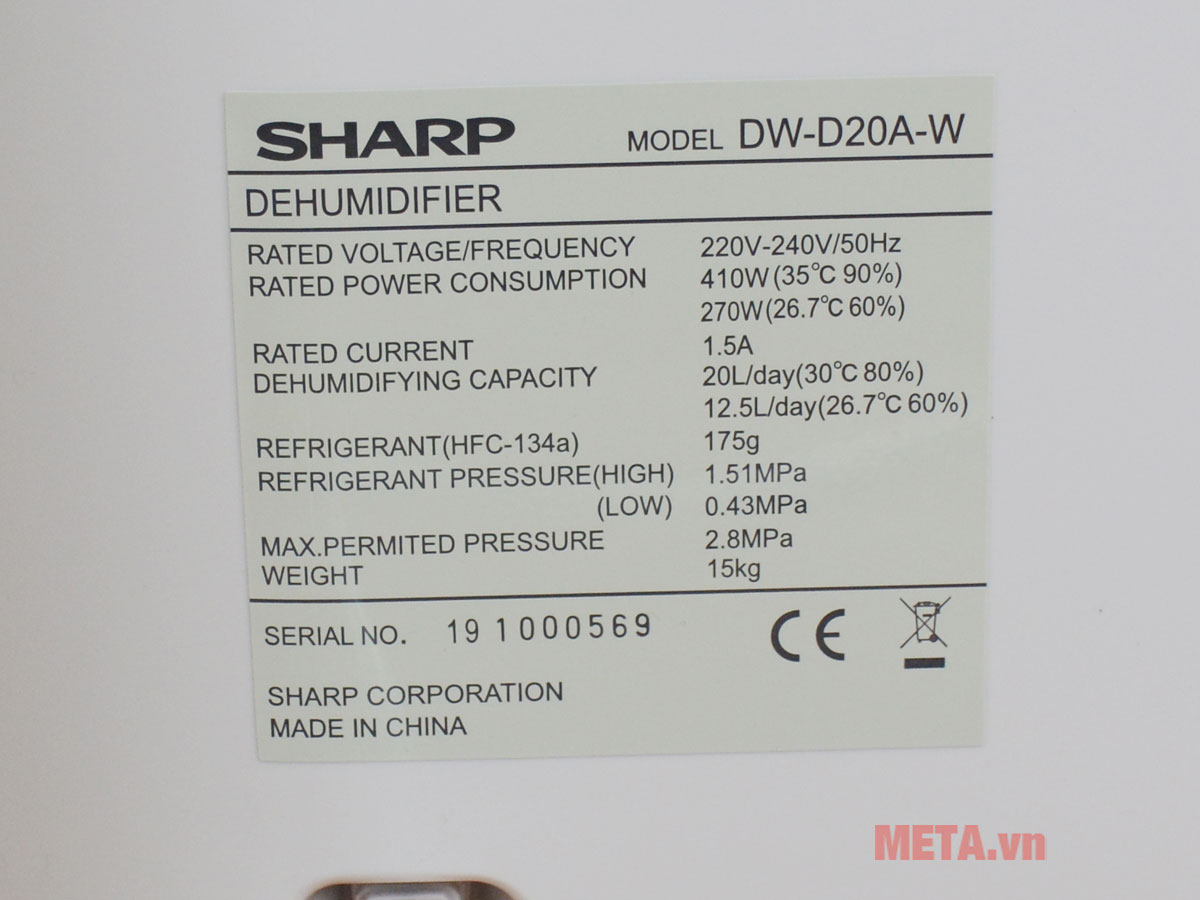 SHARP MODEL DW-D20A-W
DEHUMIDIFIER
RATED VOLTAGE/FREQUENCY 220V-240V/50Hz
RATED POWER CONSUMPTION 410W(35℃ 90%)
270W(26.7℃ 60%)
RATED CURRENT 1.5A
DEHUMIDIFYING CAPACITY 20L/day(30℃ 80%)
12.5L/day(26.7℃ 60%)
REFRIGERANT(HFC-134a) 175g
REFRIGERANT PRESSURE(HIGH) 1.51MPa
(LOW) 0.43MPa
MAX.PERMITED PRESSURE 2.8MPa
WEIGHT 15kg
SERIAL NO. 191000569 CE
SHARP CORPORATION
MADE IN CHINA
META.vn